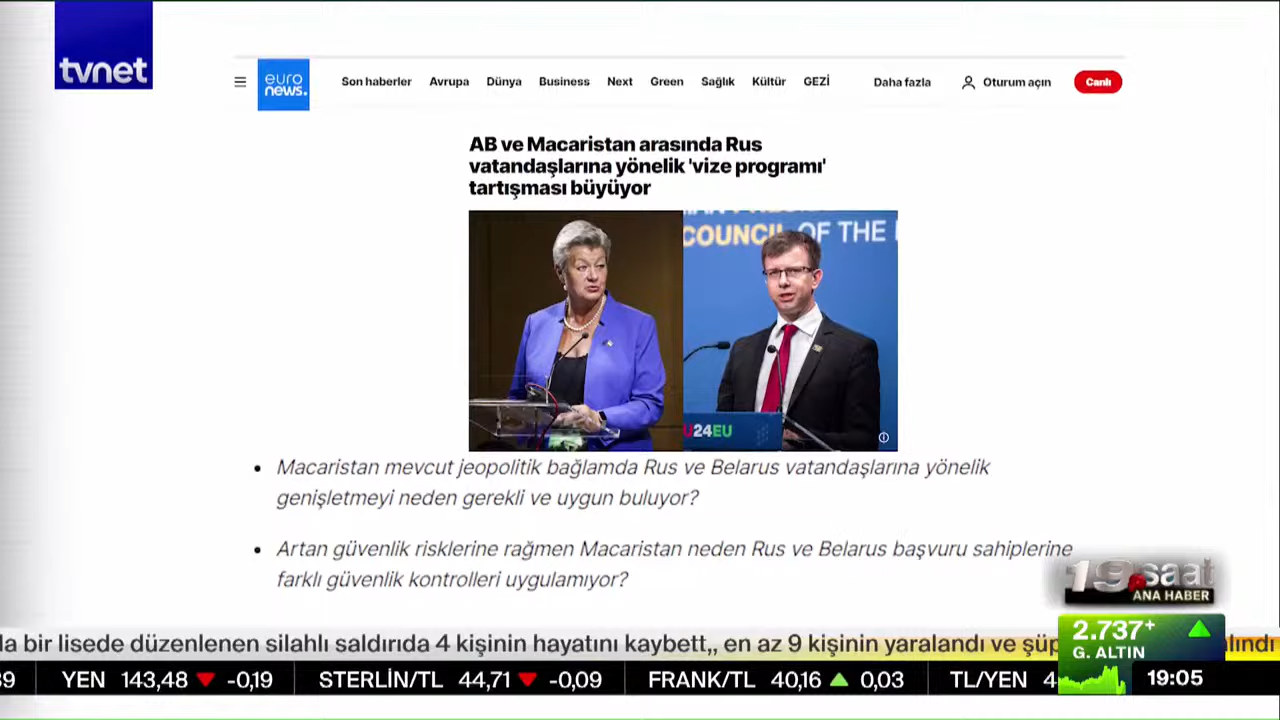 tvnet
euro
news.
Son haberler Avrupa Dünya Business Next Green Sağlık Kültür GEZİ Daha fazla Oturum açın Canlı
AB ve Macaristan arasında Rus
vatandaşlarına yönelik 'vize programı'
tartışması büyüyor
COUNCIL OF THE
U24EU
• Macaristan mevcut jeopolitik bağlamda Rus ve Belarus vatandaşlarına yönelik
genişletmeyi neden gerekli ve uygun buluyor?
• Artan güvenlik risklerine rağmen Macaristan neden Rus ve Belarus başvuru sahiplerine
farklı güvenlik kontrolleri uygulamıyor?
19 saat
ANA HABER
bir lisede düzenlenen silahlı saldırıda 4 kişinin hayatını kaybett,, en az 9 kişinin yaralandı ve
2.737+
G. ALTIN
YEN 143,48 -0,19 STERLİN/TL 44,71 -0,09 FRANK/TL 40,16 0,03 TL/YEN
19:05